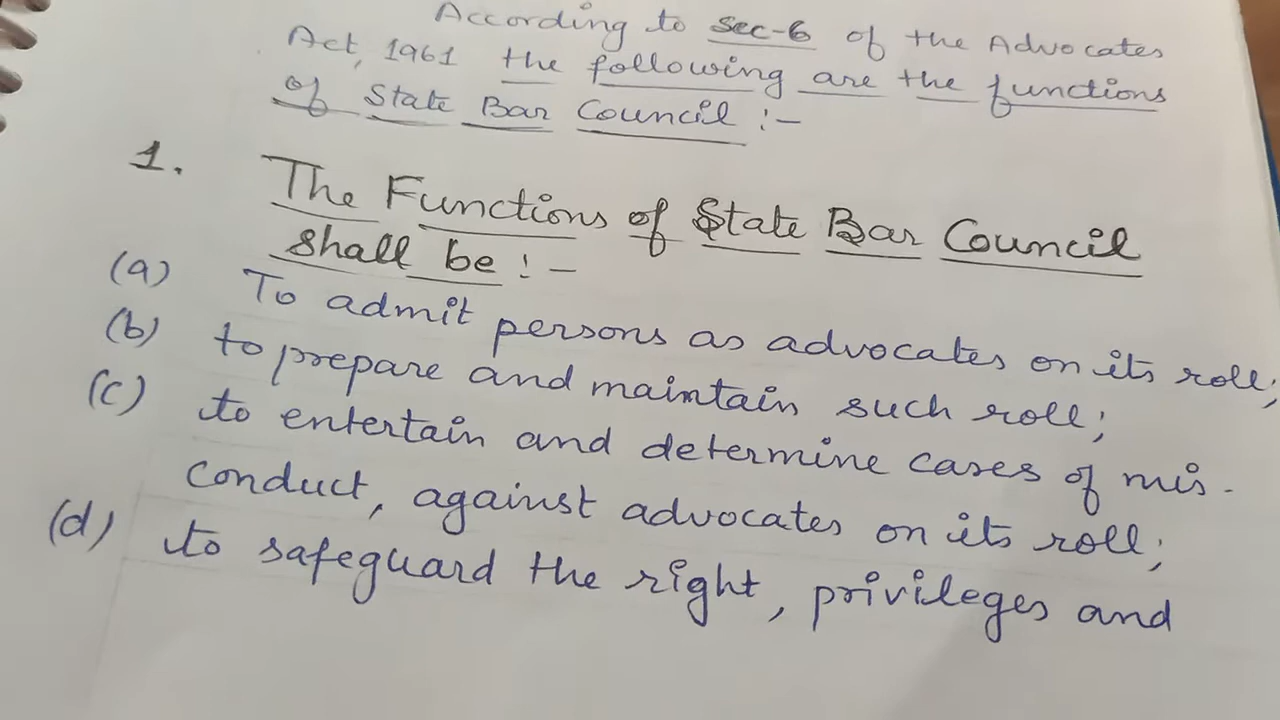 According to Sec-6 of the Advocates
Act, 1961 the following are the functions
of State Bar Council :-
1. The Functions of State Bar Council
shall be :-
(a) To admit persons as advocates on its roll;
(b) to prepare and maintain such roll;
(c) to entertain and determine cases of mis-
conduct, against advocates on its roll;
(d) to safeguard the right, privileges and